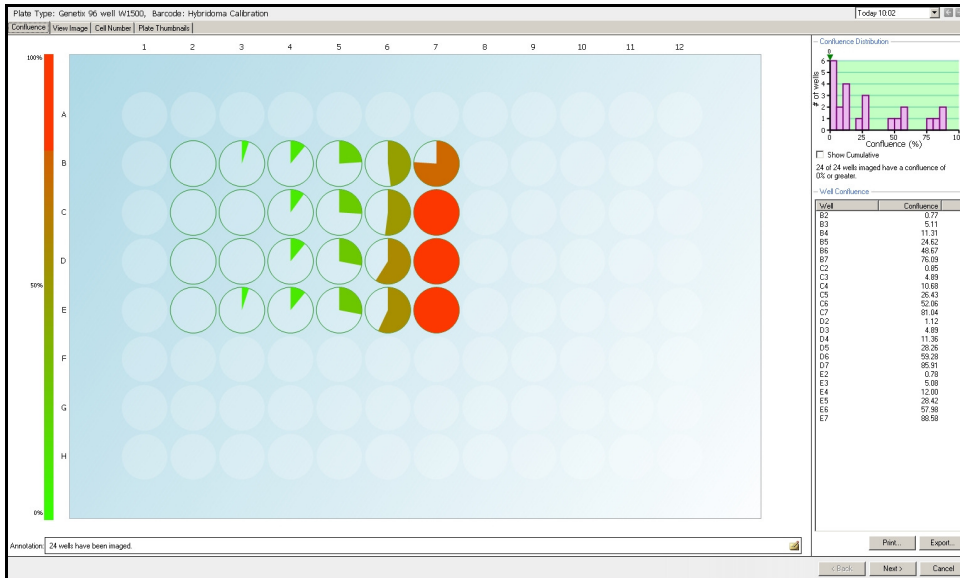 Plate Type: Genetix 96 well W1500, Barcode: Hybridoma Calibration
Today 10:02
Confluence View Image Cell Number Plate Thumbnails
1 2 3 4 5 6 7 8 9 10 11 12
100%
50%
0%
A
B
C
D
E
F
G
H
Confluence Distribution
0
6
5
4
3
2
1
0
# of wells
0 25 50 75 10
Confluence (%)
Show Cumulative
24 of 24 wells imaged have a confluence of
0% or greater.
Well Confluence
Well Confluence
B2 0.77
B3 5.11
B4 11.31
B5 24.62
B6 48.67
B7 76.09
C2 0.85
C3 4.89
C4 10.68
C5 26.43
C6 52.06
C7 81.04
D2 1.12
D3 4.89
D4 11.36
D5 28.26
D6 59.28
D7 85.91
E2 0.78
E3 5.08
E4 12.00
E5 28.42
E6 57.98
E7 88.58
Print... Export...
Annotation: 24 wells have been imaged.
< Back Next > Cancel